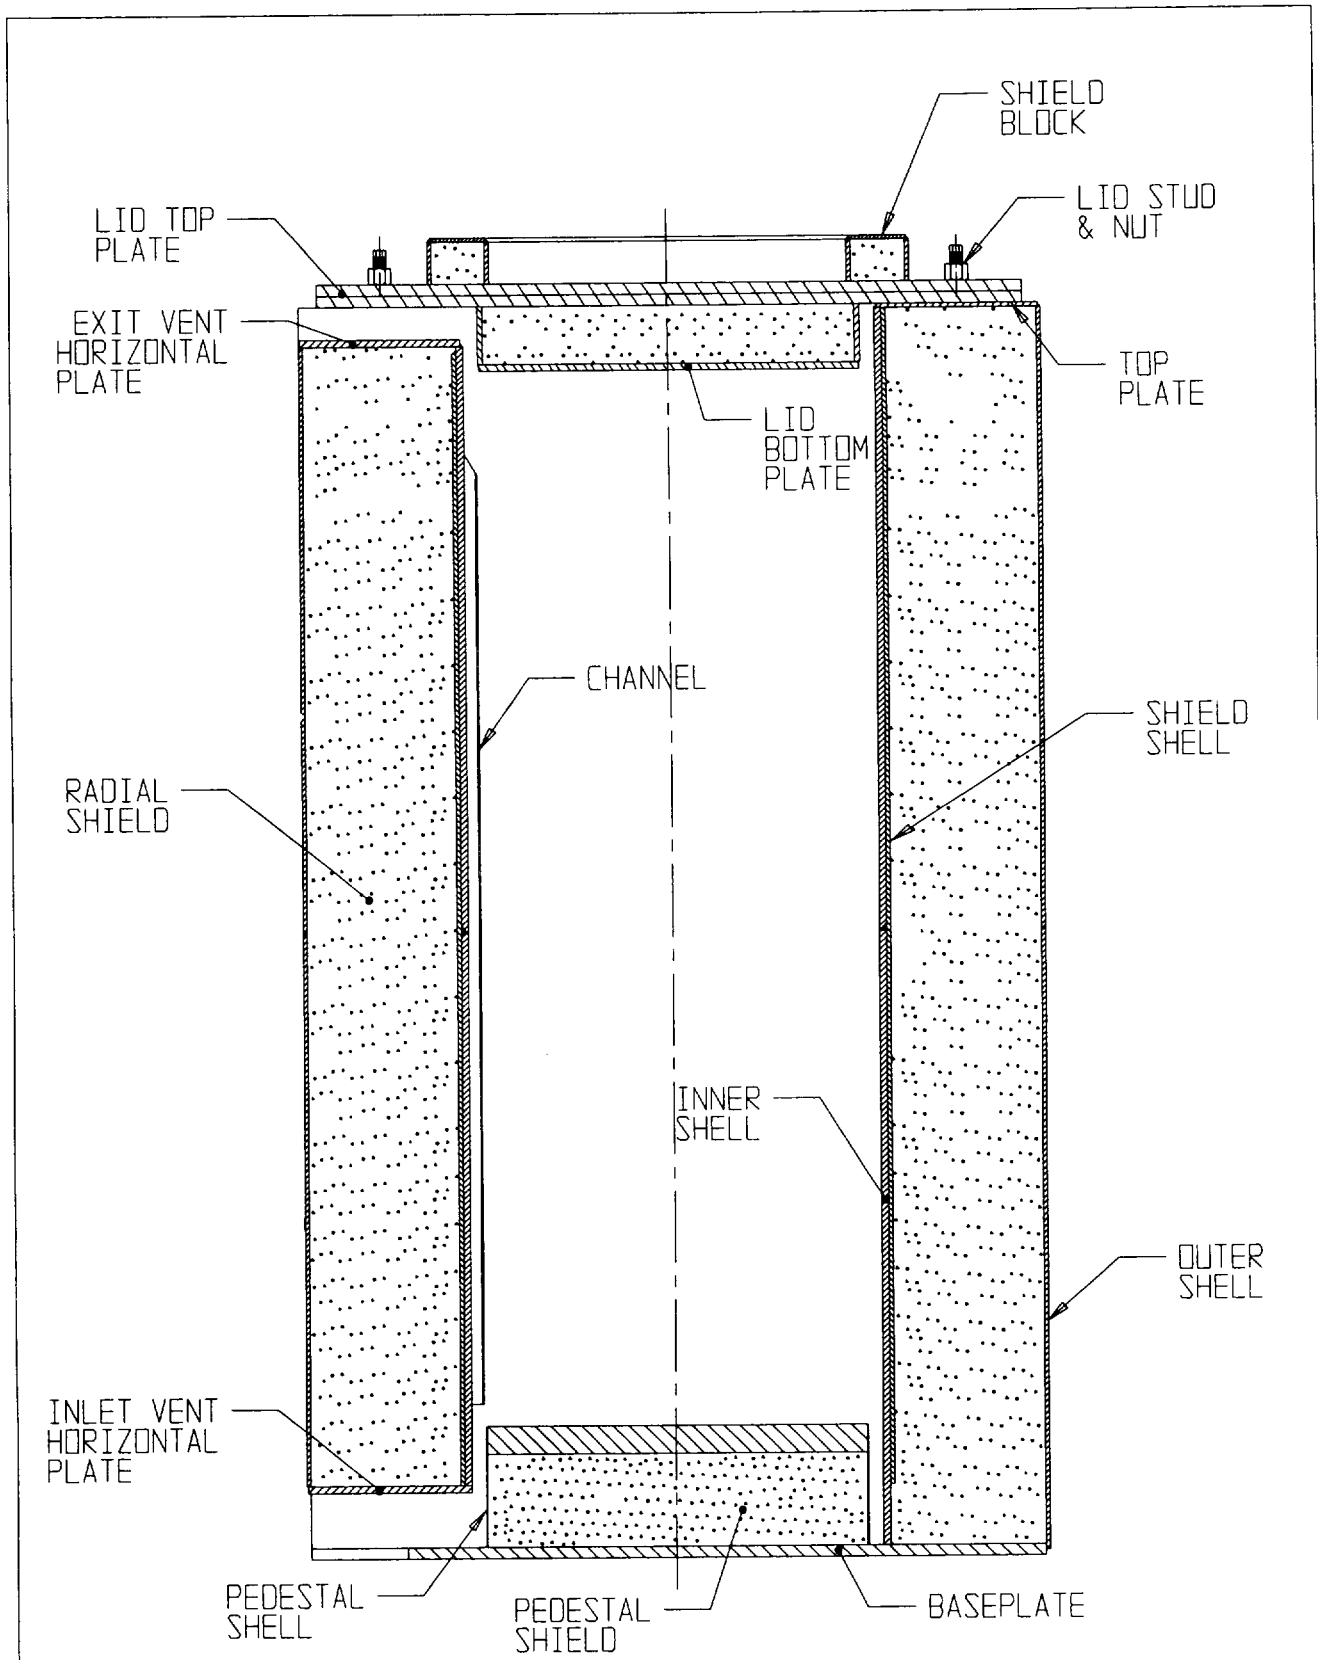 SHIELD
BLOCK
LID STUD
& NUT
LID TOP
PLATE
EXIT VENT
HORIZONTAL
PLATE
TOP
PLATE
LID
BOTTOM
PLATE
CHANNEL
SHIELD
SHELL
RADIAL
SHIELD
INNER
SHELL
OUTER
SHELL
INLET VENT
HORIZONTAL
PLATE
PEDESTAL
SHELL
PEDESTAL
SHIELD
BASEPLATE